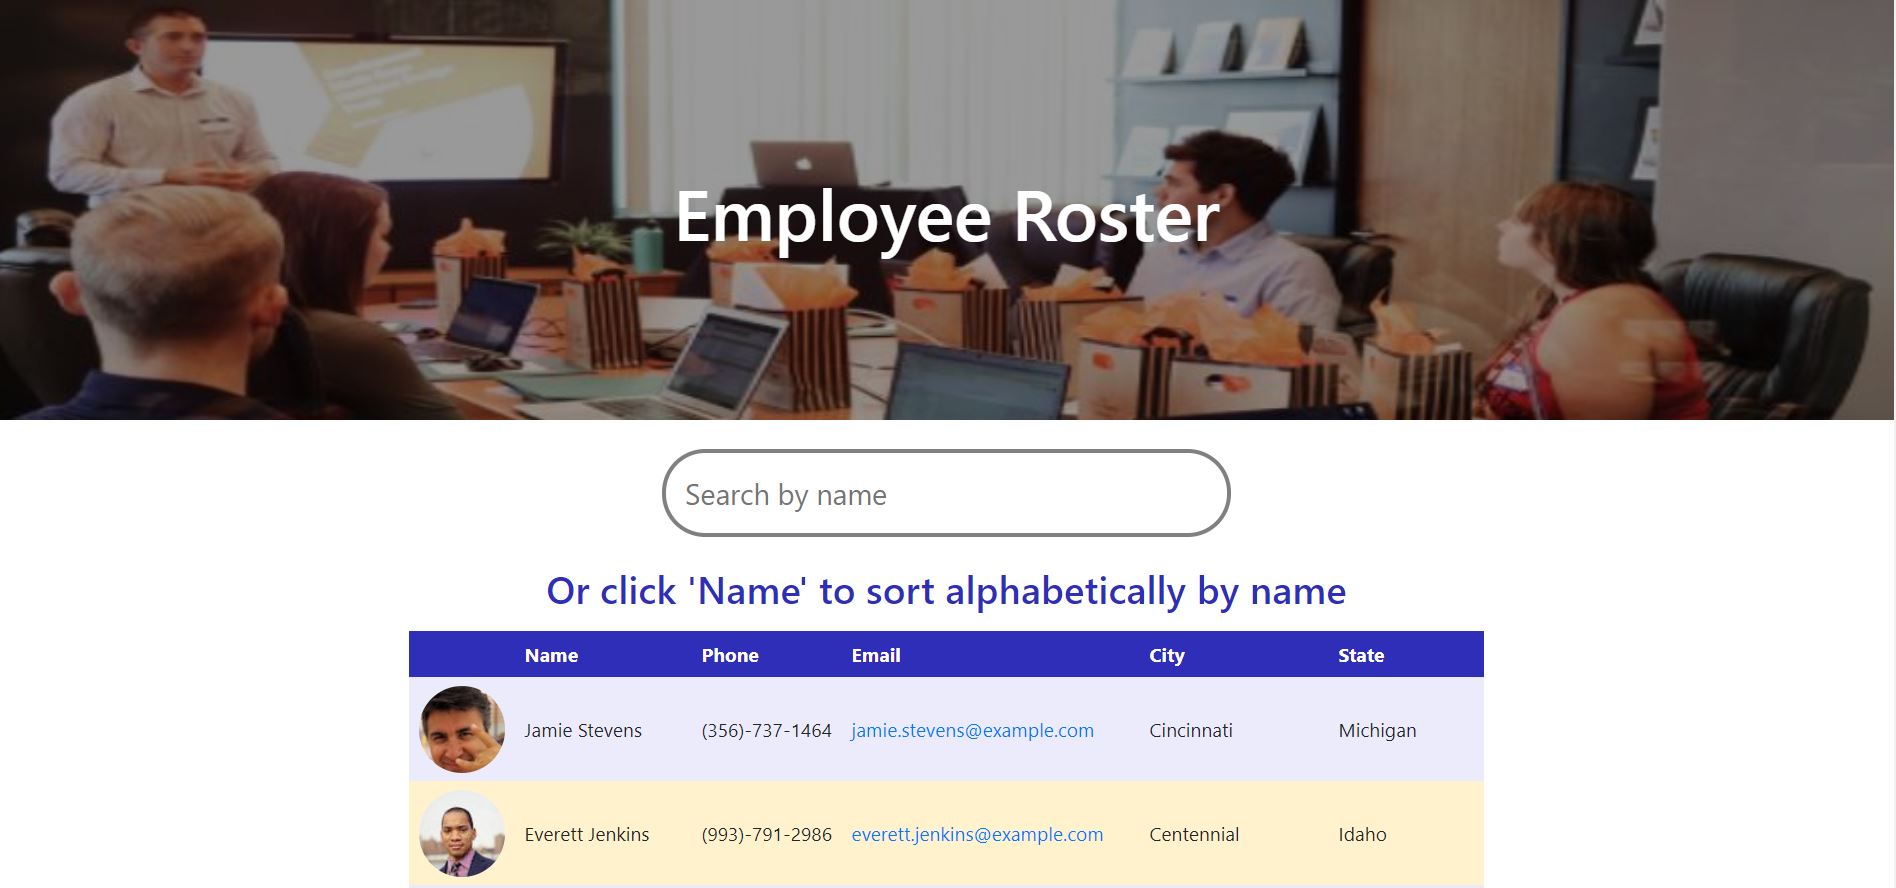 Employee Roster
Search by name
Or click 'Name' to sort alphabetically by name
Name Phone Email City State
Jamie Stevens (356)-737-1464 jamie.stevens@example.com Cincinnati Michigan
Everett Jenkins (993)-791-2986 everett.jenkins@example.com Centennial Idaho